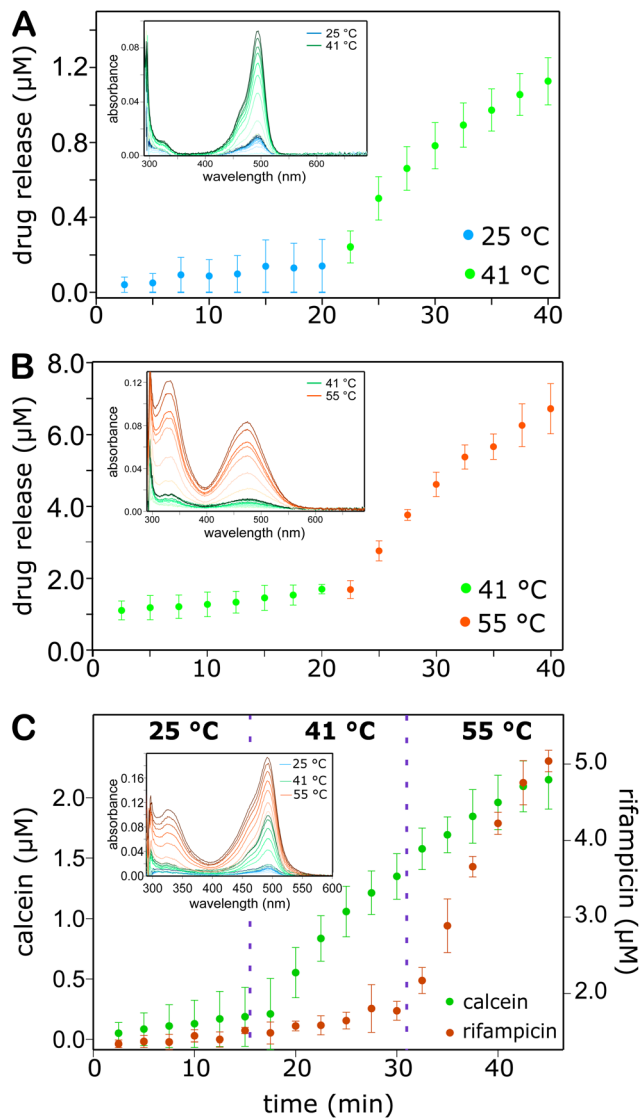 A
drug release (µM)
1.2
0.8
0.4
0.0
0
10
20
30
40
absorbance
0.08
0.04
0.00
300
400
500
600
wavelength (nm)
25 °C
41 °C
25 °C
41 °C
B
drug release (µM)
8.0
6.0
4.0
2.0
0.0
0
10
20
30
40
absorbance
0.12
0.08
0.04
0.00
300
400
500
600
wavelength (nm)
41 °C
55 °C
41 °C
55 °C
C
25 °C 41 °C 55 °C
calcein (µM)
2.0
1.5
1.0
0.5
0.0
absorbance
0.16
0.12
0.08
0.04
0.00
300 350 400 450 500 550 600
wavelength (nm)
25 °C
41 °C
55 °C
5.0
4.0
3.0
2.0
rifampicin (µM)
calcein
rifampicin
0 10 20 30 40
time (min)